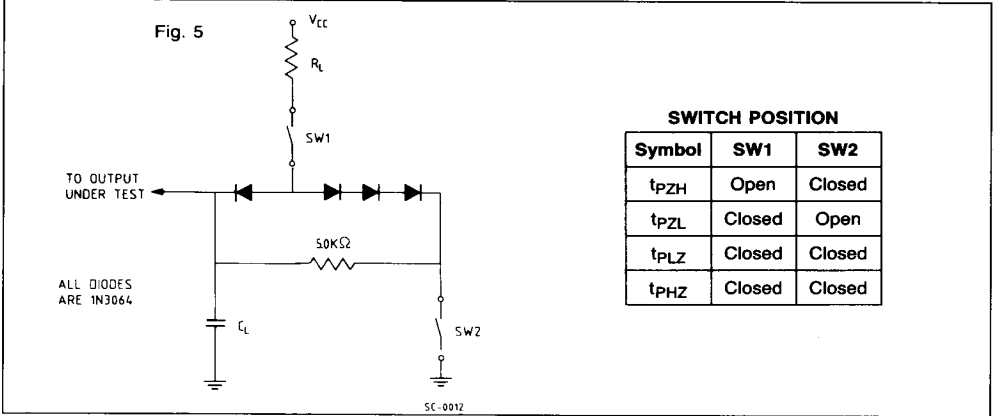 Fig. 5
VCC
RL
SW1
TO OUTPUT
UNDER TEST
5.0KΩ
ALL DIODES
ARE 1N3064
CL
SW2
SC-0012
SWITCH POSITION
Symbol SW1 SW2
tPZH Open Closed
tPZL Closed Open
tPLZ Closed Closed
tPHZ Closed Closed